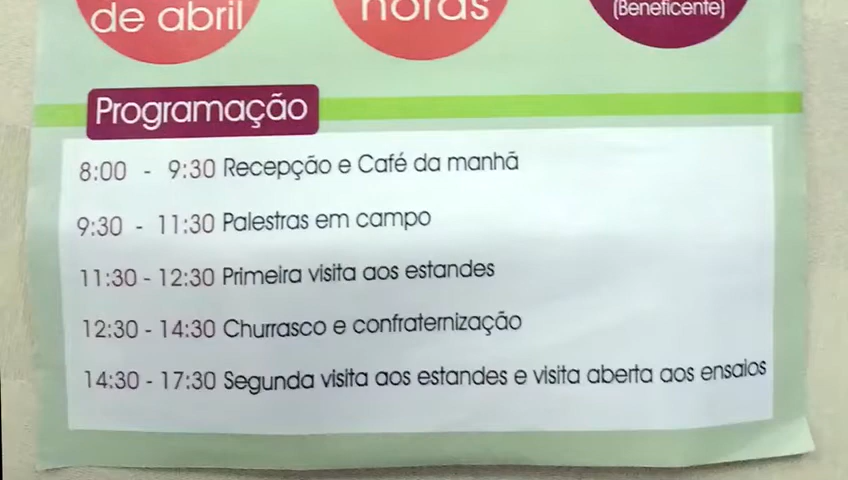 de abril
horas
(Beneficente)
Programação
8:00 - 9:30 Recepção e Café da manhã
9:30 - 11:30 Palestras em campo
11:30 - 12:30 Primeira visita aos estandes
12:30 - 14:30 Churrasco e confraternização
14:30 - 17:30 Segunda visita aos estandes e visita aberta aos ensaios